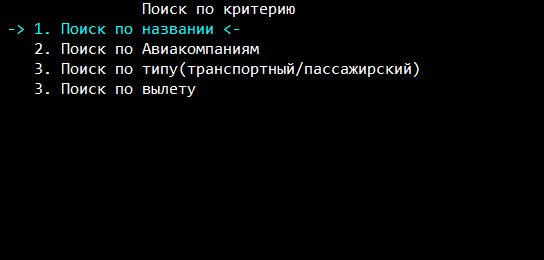 Поиск по критерию
-> 1. Поиск по названии <-
2. Поиск по Авиакомпаниям
3. Поиск по типу(транспортный/пассажирский)
3. Поиск по вылету